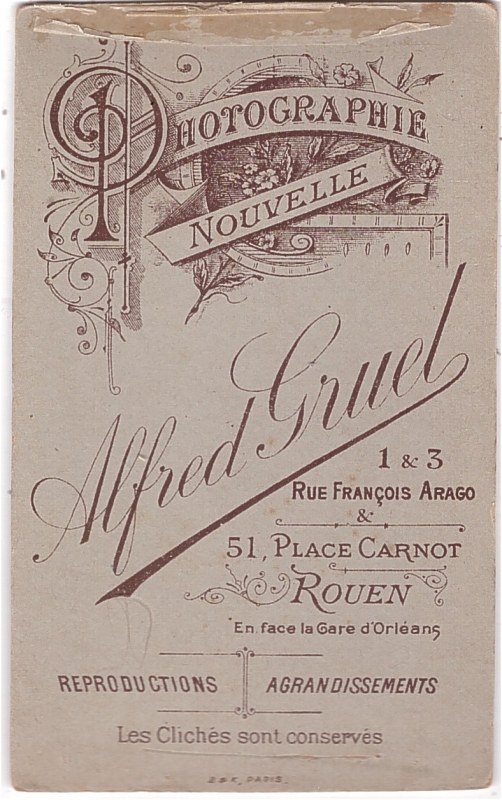 PHOTOGRAPHIE
NOUVELLE
Alfred Gruel
1 & 3
RUE FRANÇOIS ARAGO
&
51, PLACE CARNOT
ROUEN
En face la Gare d'Orléans
REPRODUCTIONS AGRANDISSEMENTS
Les Clichés sont conservés
E & K, PARIS.